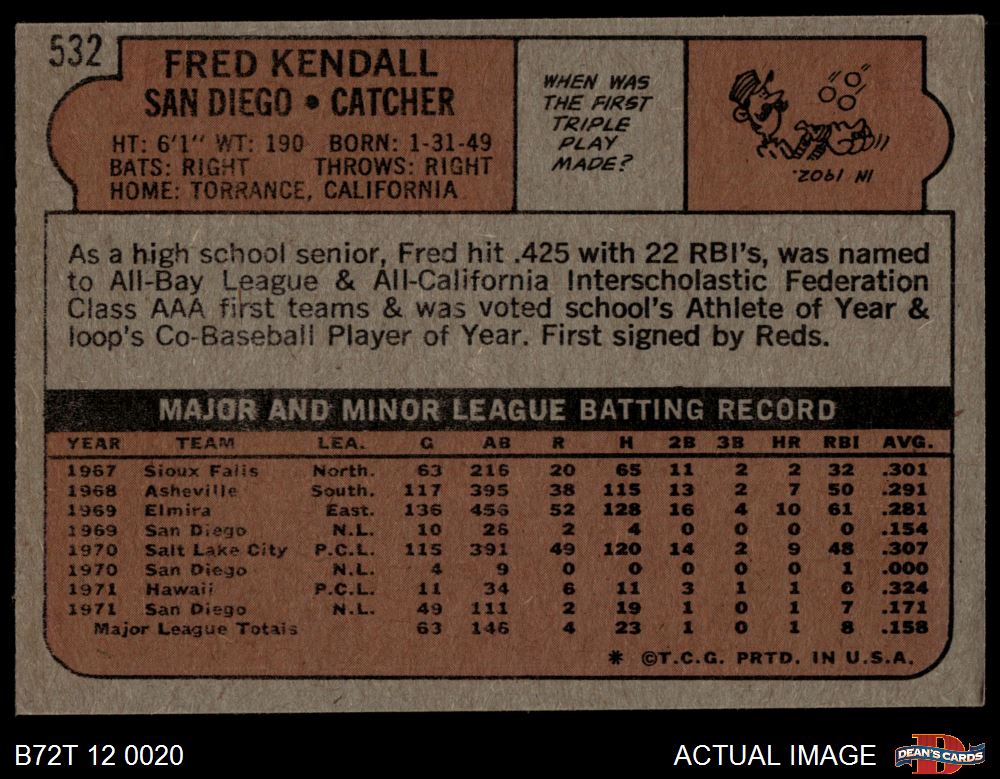 532
FRED KENDALL
SAN DIEGO • CATCHER
HT: 6'1" WT: 190 BORN: 1-31-49
BATS: RIGHT THROWS: RIGHT
HOME: TORRANCE, CALIFORNIA
WHEN WAS
THE FIRST
TRIPLE
PLAY
MADE?
IN 1902.
As a high school senior, Fred hit .425 with 22 RBI's, was named
to All-Bay League & All-California Interscholastic Federation
Class AAA first teams & was voted school's Athlete of Year &
loop's Co-Baseball Player of Year. First signed by Reds.
MAJOR AND MINOR LEAGUE BATTING RECORD
YEAR TEAM LEA. G AB R H 2B 3B HR RBI AVG.
1967 Sioux Falls North. 63 216 20 65 11 2 2 32 .301
1968 Asheville South. 117 395 38 115 13 2 7 50 .291
1969 Elmira East. 136 456 52 128 16 4 10 61 .281
1969 San Diego N.L. 10 26 2 4 0 0 0 0 .154
1970 Salt Lake City P.C.L. 115 391 49 120 14 2 9 48 .307
1970 San Diego N.L. 4 9 0 0 0 0 0 1 .000
1971 Hawaii P.C.L. 11 34 6 11 3 1 1 6 .324
1971 San Diego N.L. 49 111 2 19 1 0 1 7 .171
Major League Totals 63 146 4 23 1 0 1 8 .158
* ©T.C.G. PRTD. IN U.S.A.
B72T 12 0020
ACTUAL IMAGE
DEAN'S CARDS